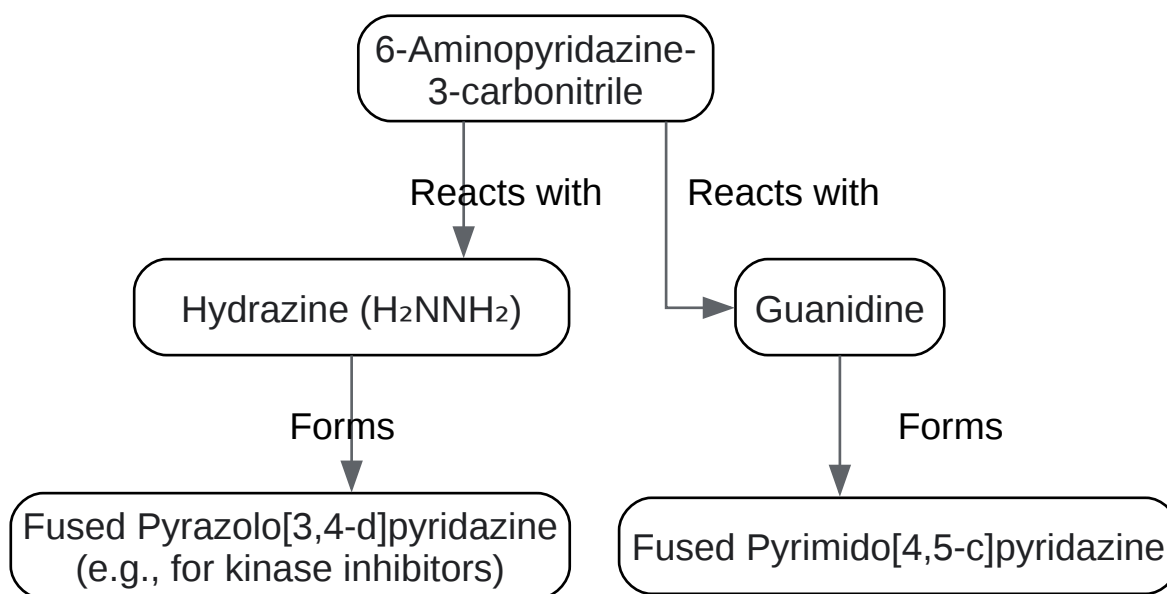 6-Aminopyridazine-
3-carbonitrile
Reacts with
Reacts with
Hydrazine (H₂NNH₂)
Guanidine
Forms
Forms
Fused Pyrazolo[3,4-d]pyridazine
(e.g., for kinase inhibitors)
Fused Pyrimido[4,5-c]pyridazine